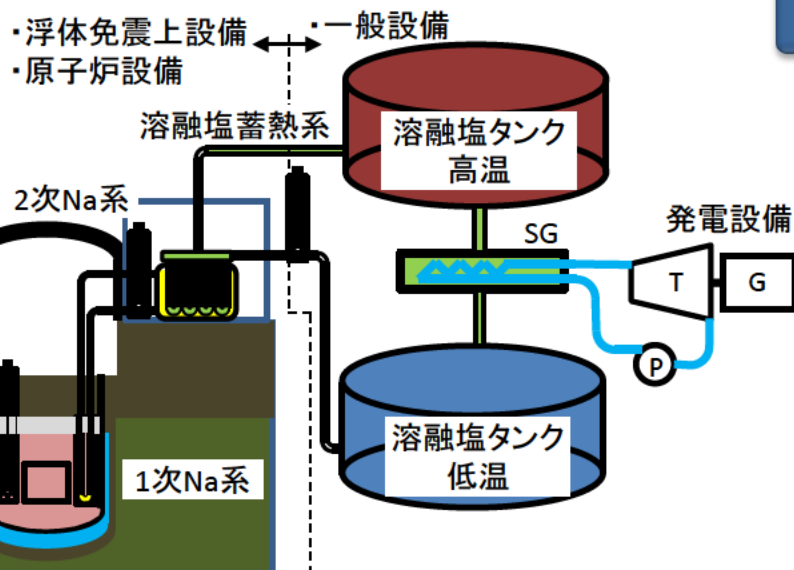 ・浮体免震上設備
・原子炉設備
・一般設備
溶融塩蓄熱系
溶融塩タンク
高温
2次Na系
SG
発電設備
T
G
P
溶融塩タンク
低温
1次Na系